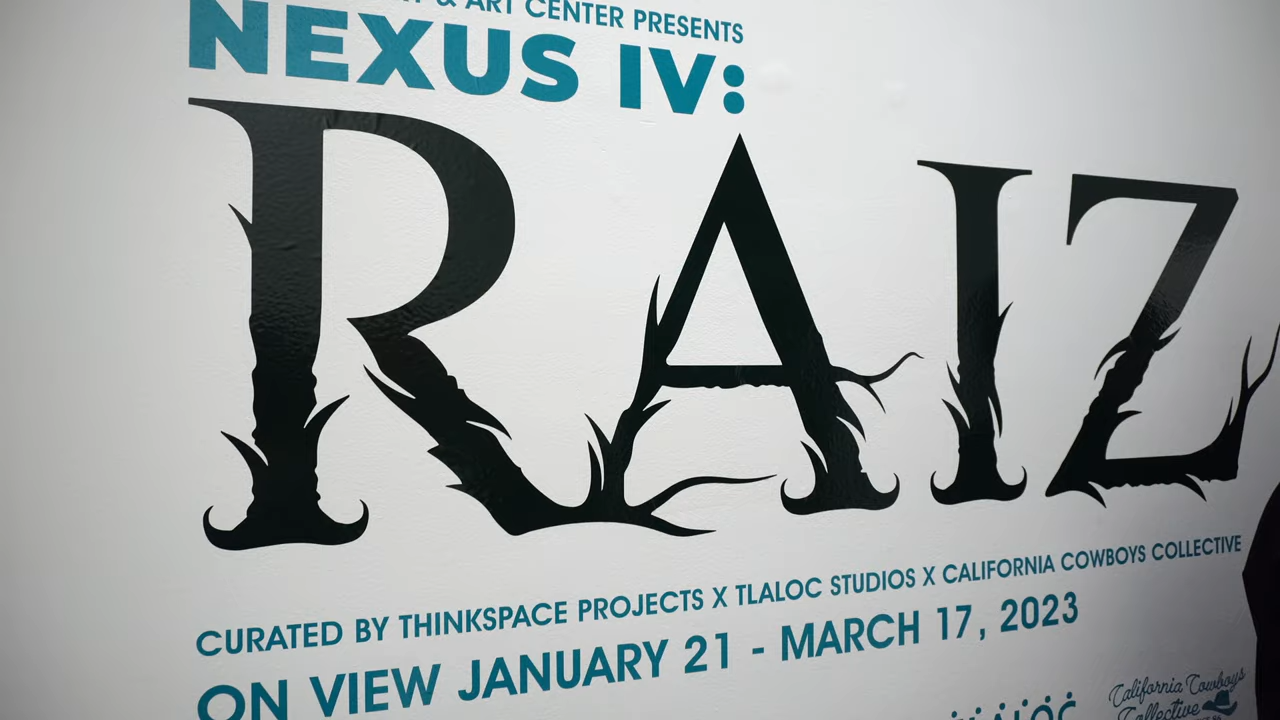 & ART CENTER PRESENTS
NEXUS IV:
RAIZ
CURATED BY THINKSPACE PROJECTS X TLALOC STUDIOS X CALIFORNIA COWBOYS COLLECTIVE
ON VIEW JANUARY 21 - MARCH 17, 2023
California Cowboys
Collective